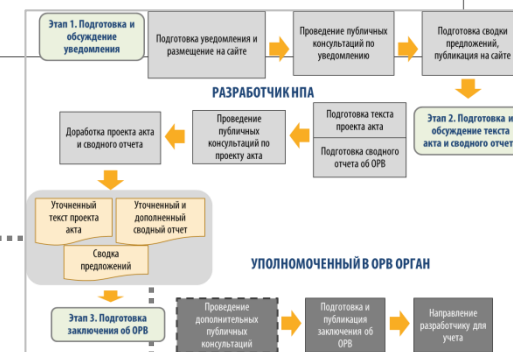 Этап 1. Подготовка и
обсуждение
уведомления
Подготовка уведомления и
размещение на сайте
Проведение публичных
консультаций по
уведомлению
Подготовка сводки
предложений,
публикация на сайте
РАЗРАБОТЧИК НПА
Этап 2. Подготовка и
обсуждение текста
акта и сводного отчета
Подготовка текста
проекта акта
Подготовка сводного
отчета об ОРВ
Проведение
публичных
консультаций по
проекту акта
Доработка проекта акта
и сводного отчета
Уточненный
текст проекта
акта
Уточненный и
дополненный
сводный отчет
Сводка
предложений
УПОЛНОМОЧЕННЫЙ В ОРВ ОРГАН
Этап 3. Подготовка
заключения об ОРВ
Проведение
дополнительных
публичных
консультаций
Подготовка и
публикация
заключения об
ОРВ
Направление
разработчику для
учета